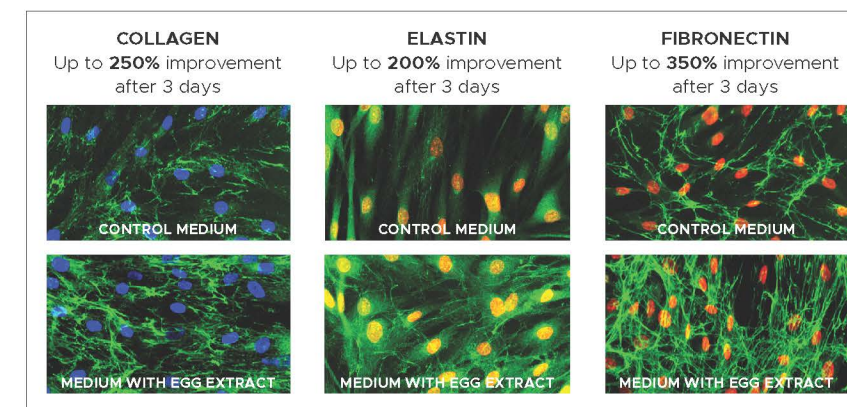 COLLAGEN
Up to 250% improvement
after 3 days
CONTROL MEDIUM
MEDIUM WITH EGG EXTRACT
ELASTIN
Up to 200% improvement
after 3 days
CONTROL MEDIUM
MEDIUM WITH EGG EXTRACT
FIBRONECTIN
Up to 350% improvement
after 3 days
CONTROL MEDIUM
MEDIUM WITH EGG EXTRACT